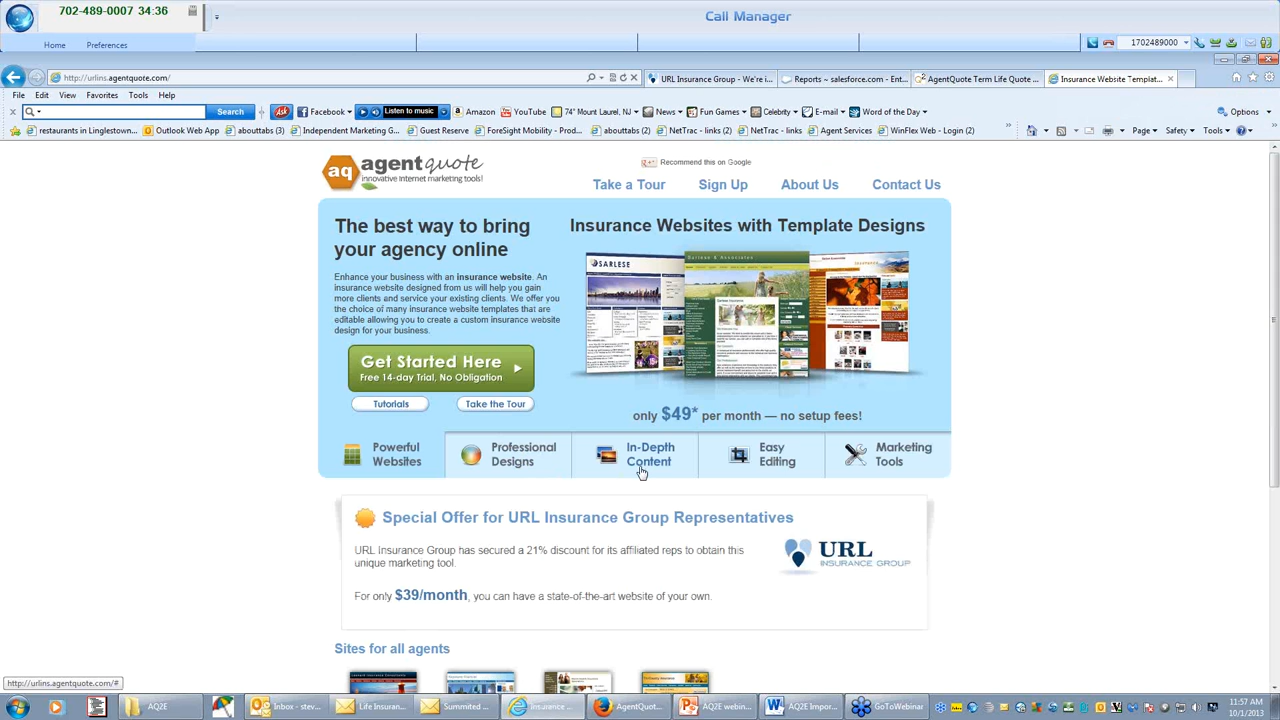 702-489-0007 34:36
Call Manager
Home Preferences
1702489000
http://urlins.agentquote.com/
URL Insurance Group - We're i...
Reports ~ salesforce.com - Ent...
AgentQuote Term Life Quote ...
Insurance Website Templat...
File Edit View Favorites Tools Help
Search
Ask
Facebook
Listen to music
Amazon
YouTube
74° Mount Laurel, NJ
News
Fun Games
Celebrity
E-mail
Word of the Day
Options
restaurants in Linglestown...
Outlook Web App
abouttabs (3)
Independent Marketing G...
Guest Reserve
ForeSight Mobility - Prod...
abouttabs (2)
NetTrac - links (2)
NetTrac - links
Agent Services
WinFlex Web - Login (2)
Page Safety Tools
aq agentquote
innovative internet marketing tools!
Recommend this on Google
Take a Tour Sign Up About Us Contact Us
The best way to bring
your agency online
Insurance Websites with Template Designs
Enhance your business with an insurance website. An
insurance website designed from us will help you gain
more clients and service your existing clients. We offer you
the choice of many insurance website templates that are
editable allowing you to create a custom insurance website
design for your business.
SARLESE
Sarlese & Associates
Get Started Here
Free 14-day Trial, No Obligation
Tutorials
Take the Tour
only $49* per month — no setup fees!
Powerful
Websites
Professional
Designs
In-Depth
Content
Easy
Editing
Marketing
Tools
Special Offer for URL Insurance Group Representatives
URL Insurance Group has secured a 21% discount for its affiliated reps to obtain this
unique marketing tool.
URL
INSURANCE GROUP
For only $39/month, you can have a state-of-the-art website of your own.
Sites for all agents
http://urlins.agentquote.com/#
AQ2E
Inbox - stev...
Life Insuran...
Summited ...
Insurance ...
AgentQuot...
AQ2E webin...
AQ2E Impor...
GoToWebinar
11:57 AM
10/1/2013